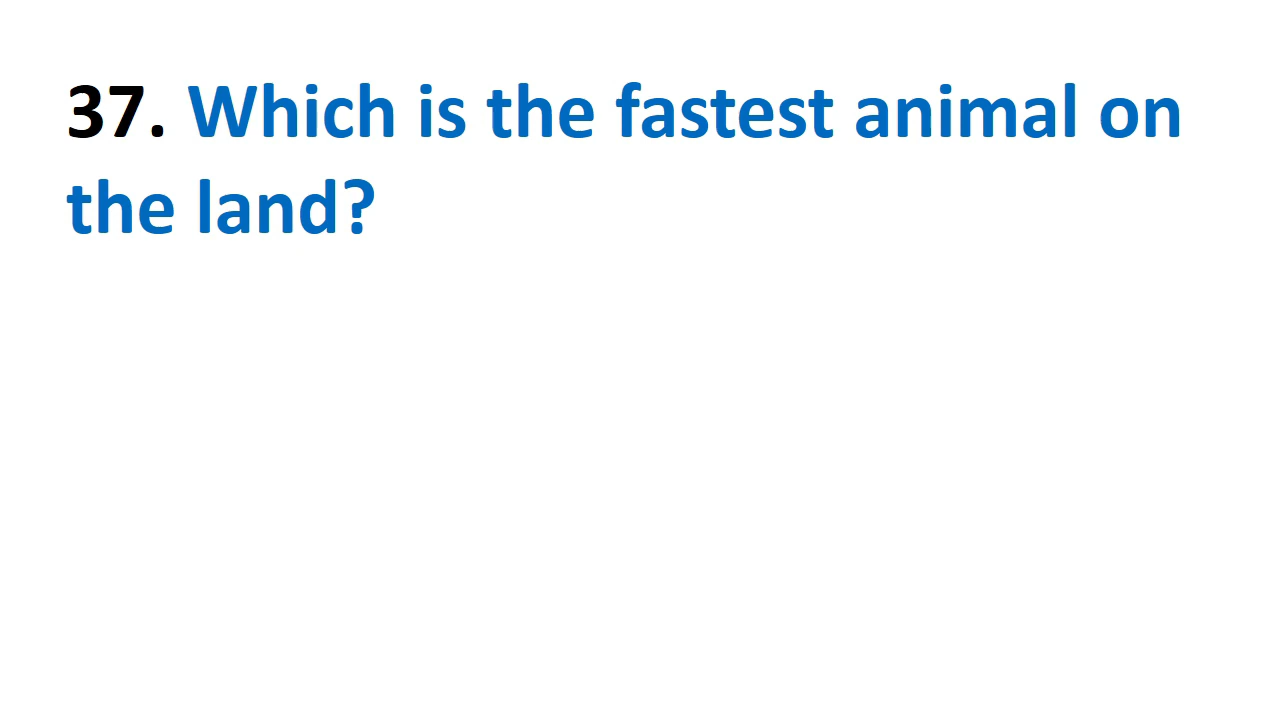 37. Which is the fastest animal on
the land?